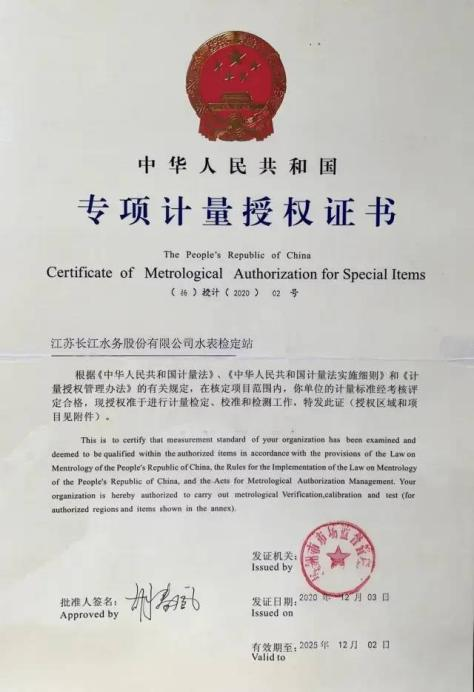 中华人民共和国
专项计量授权证书
The People's Republic of China
Certificate of Metrological Authorization for Special Items
（扬）授计（2020） 02 号
江苏长江水务股份有限公司水表检定站
根据《中华人民共和国计量法》、《中华人民共和国计量法实施细则》和《计
量授权管理办法》的有关规定，在核定项目范围内，你单位的计量标准经考核评
定合格，现授权准于进行计量检定、校准和检测工作，特发此证（授权区域和项
目见附件）。
This is to certify that measurement standard of your organization has been examined and
deemed to be qualified within the authorized items in accordance with the provisions of the Law on
Mentrology of the People's Republic of China, the Rules for the Implementation of the Law on Mentrology
of the People's Republic of China, and the Acts for Metrological Authorization Management. Your
organization is hereby authorized to carry out metrological Verification,calibration and test (for
authorized regions and items shown in the annex).
发证机关：
Issued by
扬州市市场监督管理局
批准人签名：
Approved by
发证日期：2020 年 12 月 03 日
Issued on
有效期至：2025 年 12 月 02 日
Valid to